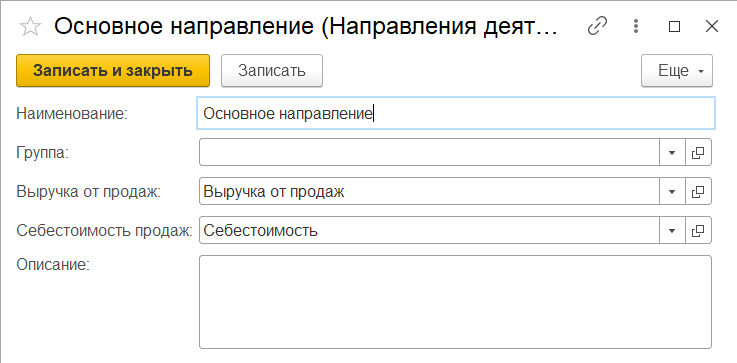 Основное направление (Направления деят...
Записать и закрыть Записать Еще
Наименование: Основное направление
Группа:
Выручка от продаж: Выручка от продаж
Себестоимость продаж: Себестоимость
Описание: